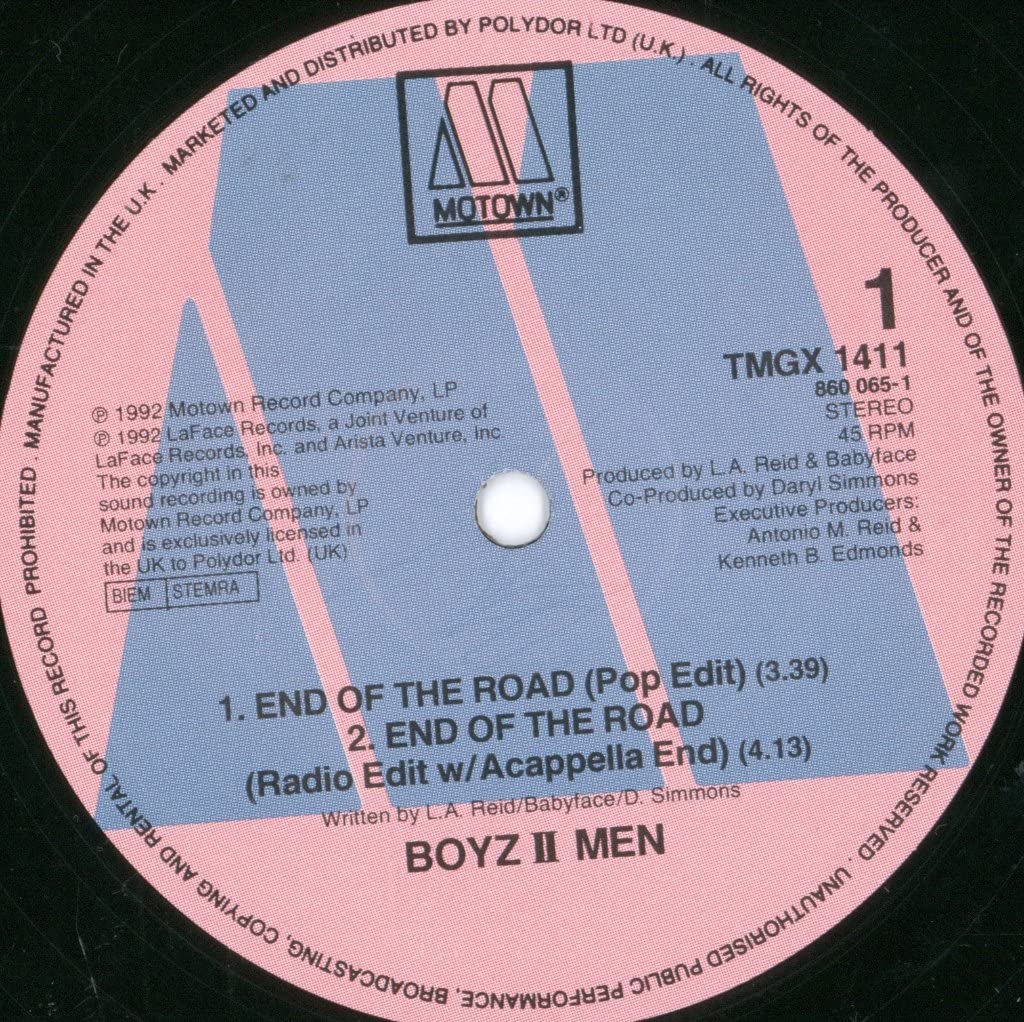 MANUFACTURED IN THE U.K. . MARKETED AND DISTRIBUTED BY POLYDOR LTD (U.K.) . ALL RIGHTS OF THE PRODUCER AND OF THE OWNER OF THE RECORDED WORK RESERVED . UNAUTHORISED PUBLIC PERFORMANCE, BROADCASTING, COPYING AND RENTAL OF THIS RECORD PROHIBITED .
MOTOWN®
1
TMGX 1411
860 065-1
STEREO
45 RPM
Produced by L.A. Reid & Babyface
Co-Produced by Daryl Simmons
Executive Producers:
Antonio M. Reid &
Kenneth B. Edmonds
℗ 1992 Motown Record Company, LP
℗ 1992 LaFace Records, a Joint Venture of
LaFace Records, Inc. and Arista Venture, Inc
The copyright in this
sound recording is owned by
Motown Record Company, LP
and is exclusively licensed in
the UK to Polydor Ltd. (UK)
BIEM STEMRA
1. END OF THE ROAD (Pop Edit) (3.39)
2. END OF THE ROAD
(Radio Edit w/Acappella End) (4.13)
Written by L.A. Reid/Babyface/D. Simmons
BOYZ II MEN